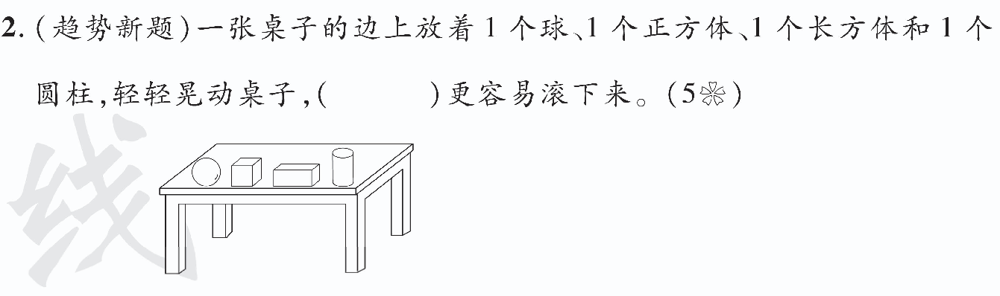 2. (趋势新题)一张桌子的边上放着1个球、1个正方体、1个长方体和1个
圆柱,轻轻晃动桌子,(　　　)更容易滚下来。(5)
线